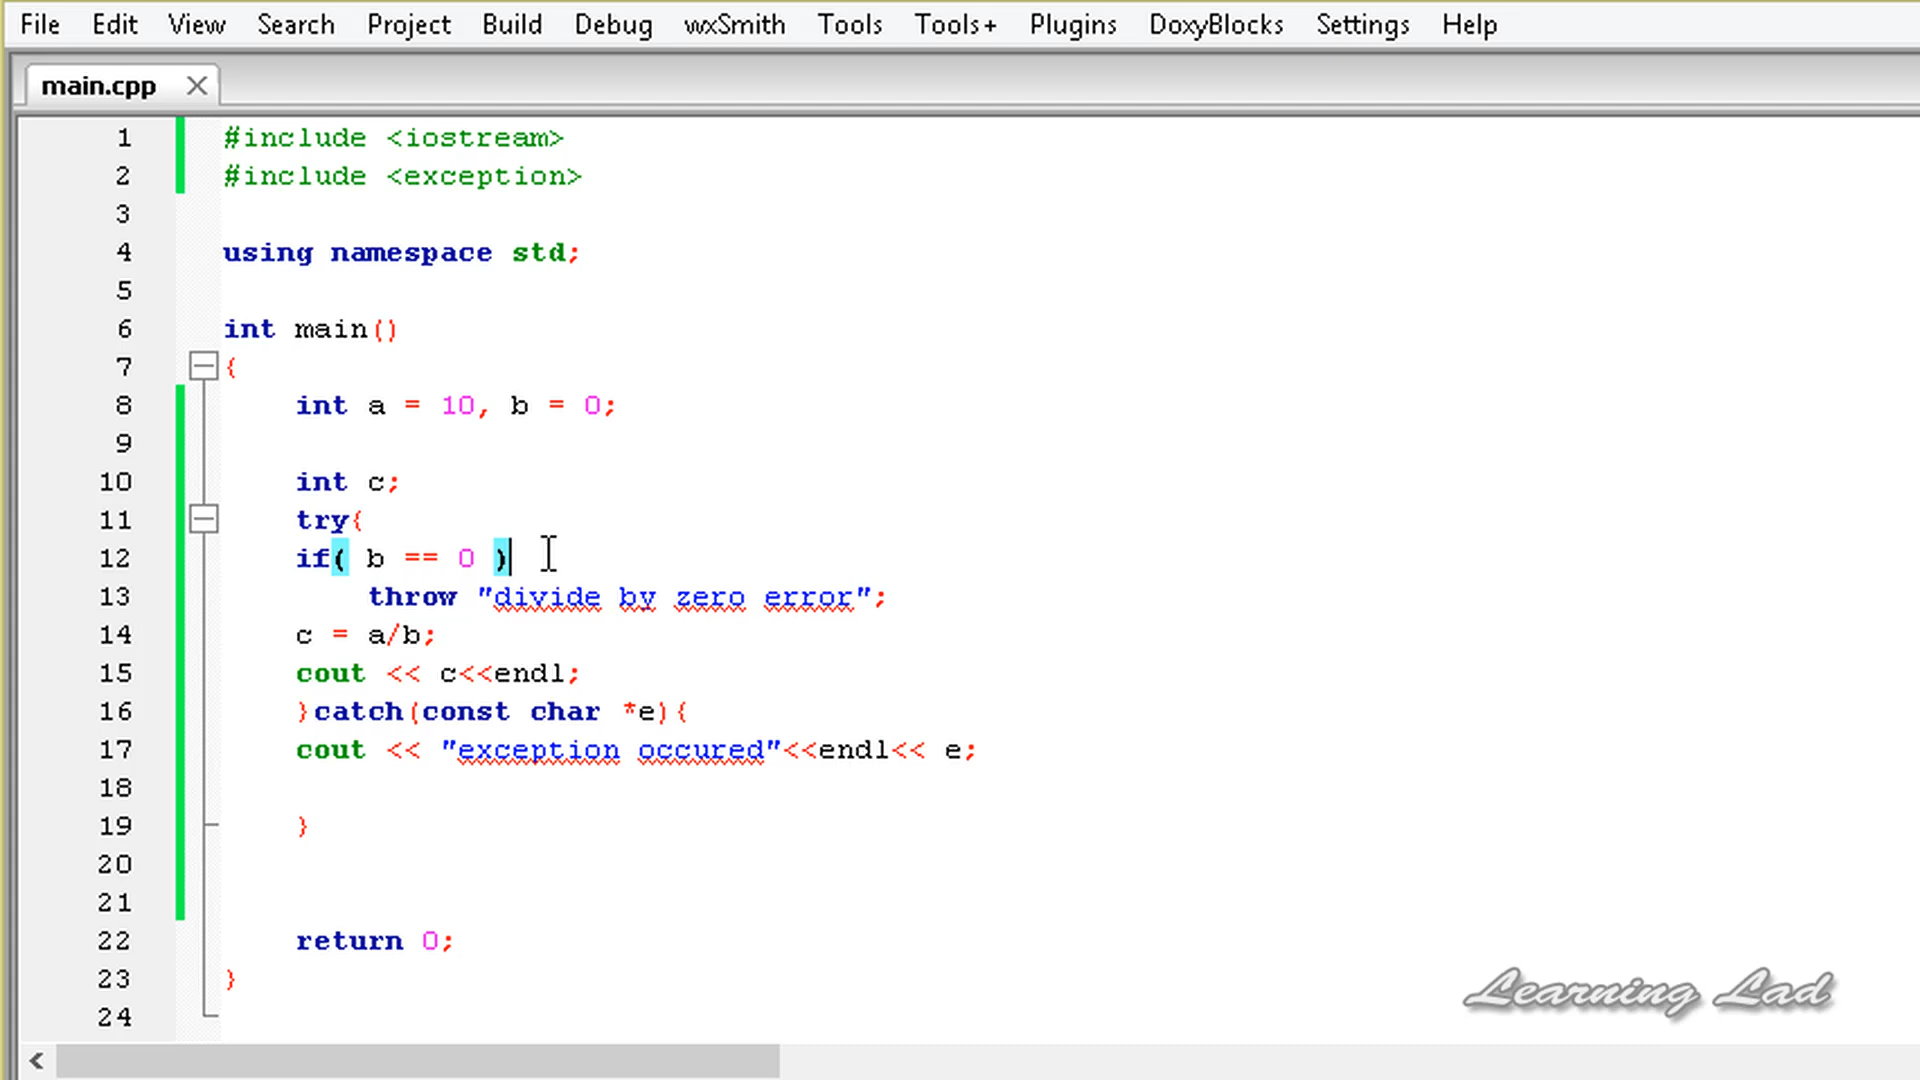 File Edit View Search Project Build Debug wxSmith Tools Tools+ Plugins DoxyBlocks Settings Help
main.cpp
1 #include <iostream>
2 #include <exception>
3
4 using namespace std;
5
6 int main()
7 {
8 int a = 10, b = 0;
9
10 int c;
11 try{
12 if( b == 0 )
13 throw "divide by zero error";
14 c = a/b;
15 cout << c<<endl;
16 }catch(const char *e){
17 cout << "exception occured"<<endl<< e;
18
19 }
20
21
22 return 0;
23 }
24
Learning Lad